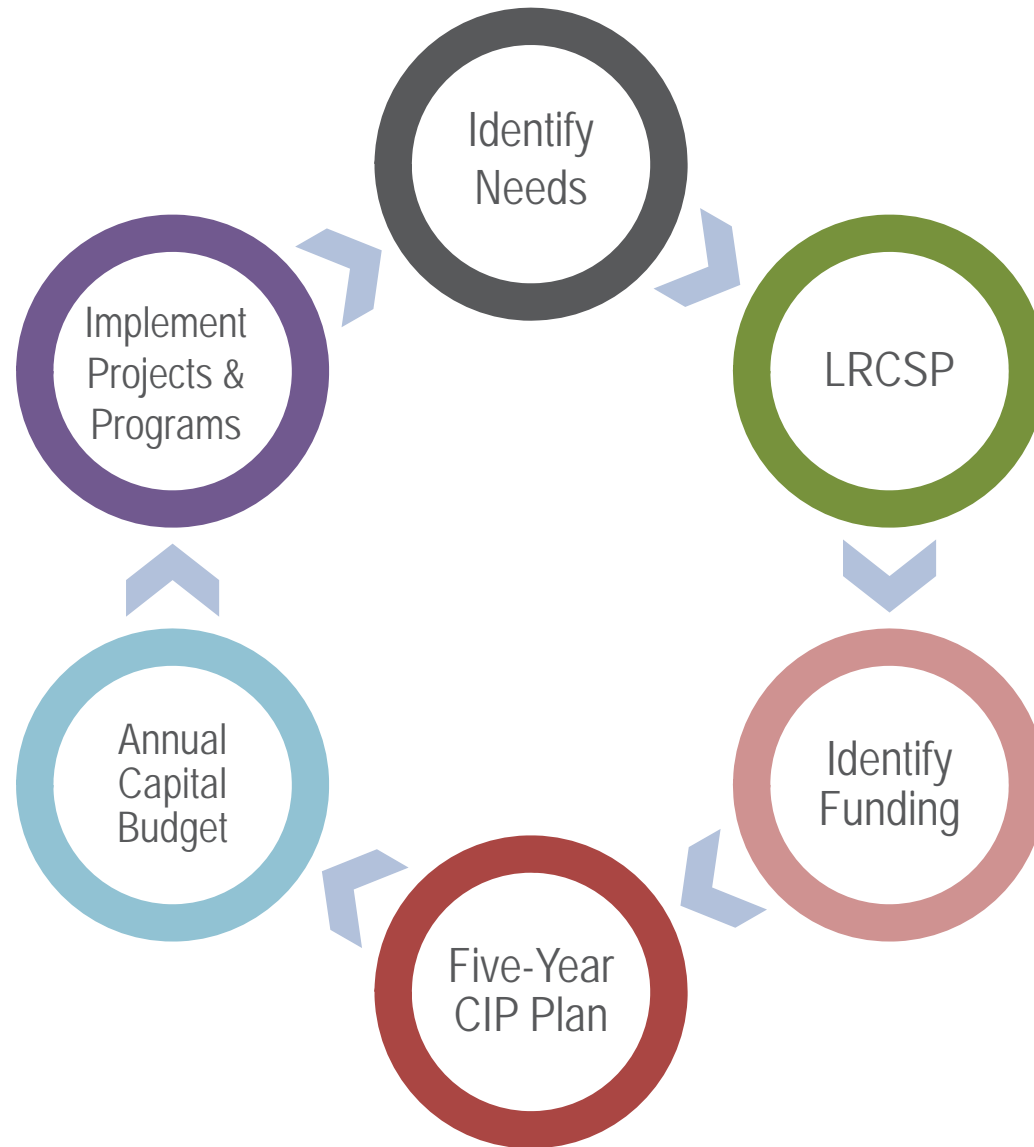 Identify
Needs
LRCSP
Identify
Funding
Five-Year
CIP Plan
Annual
Capital
Budget
Implement
Projects &
Programs